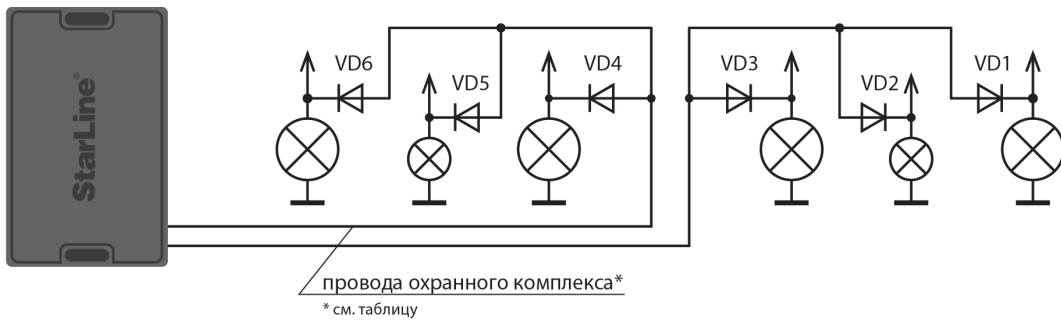 StarLine®
VD6
VD5
VD4
VD3
VD2
VD1
провода охранного комплекса*
* см. таблицу